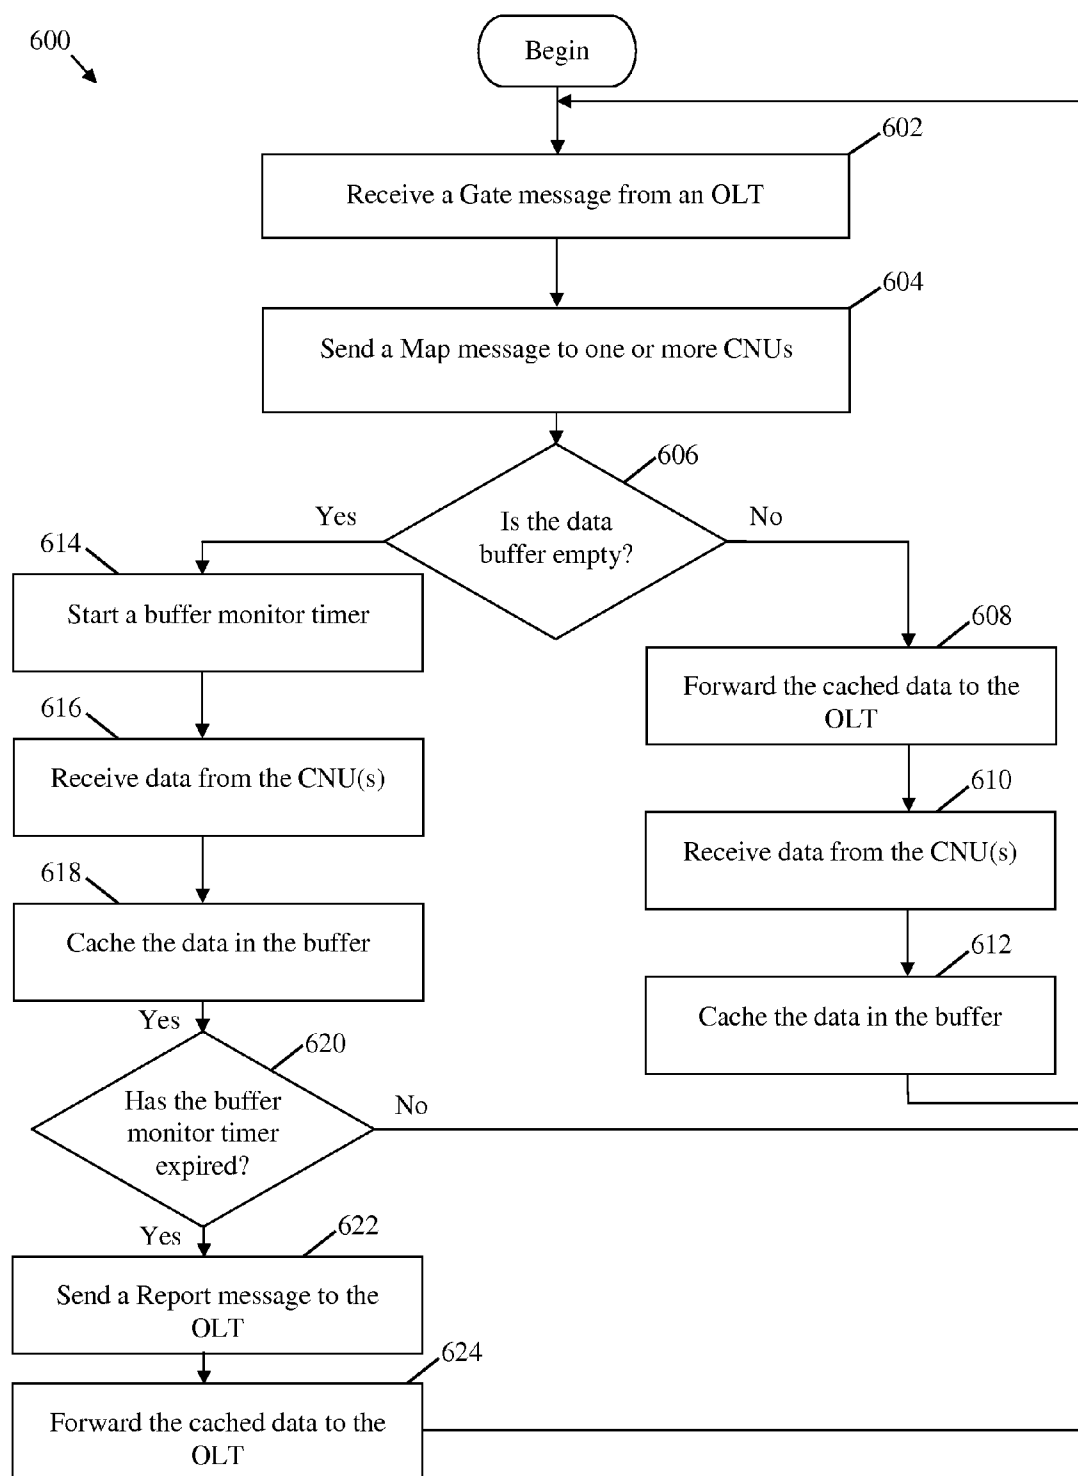 600
Begin
602
Receive a Gate message from an OLT
604
Send a Map message to one or more CNUs
606
Is the data
buffer empty?
Yes
No
614
Start a buffer monitor timer
608
Forward the cached data to the
OLT
616
Receive data from the CNU(s)
610
Receive data from the CNU(s)
618
Cache the data in the buffer
612
Cache the data in the buffer
Yes
620
Has the buffer
monitor timer
expired?
No
Yes
622
Send a Report message to the
OLT
624
Forward the cached data to the
OLT